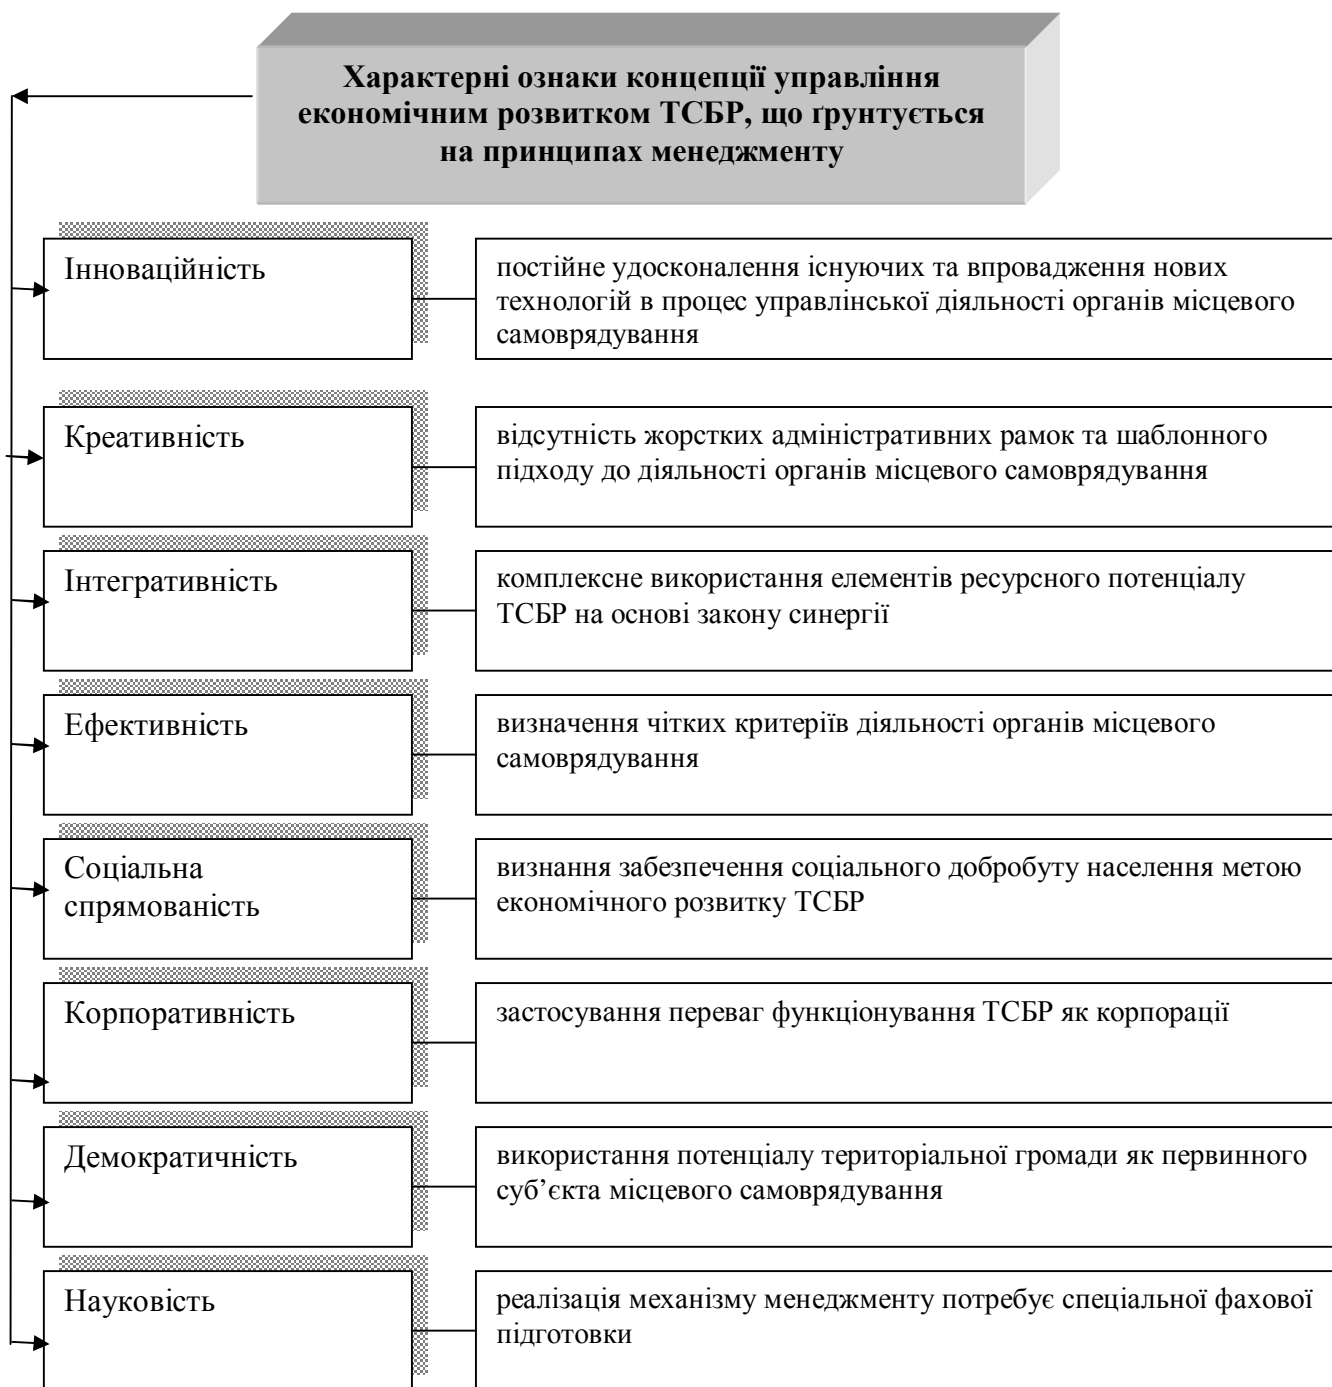 Характерні ознаки концепції управління
економічним розвитком ТСБР, що ґрунтується
на принципах менеджменту
Інноваційність
постійне удосконалення існуючих та впровадження нових
технологій в процес управлінської діяльності органів місцевого
самоврядування
Креативність
відсутність жорстких адміністративних рамок та шаблонного
підходу до діяльності органів місцевого самоврядування
Інтегративність
комплексне використання елементів ресурсного потенціалу
ТСБР на основі закону синергії
Ефективність
визначення чітких критеріїв діяльності органів місцевого
самоврядування
Соціальна
спрямованість
визнання забезпечення соціального добробуту населення метою
економічного розвитку ТСБР
Корпоративність
застосування переваг функціонування ТСБР як корпорації
Демократичність
використання потенціалу територіальної громади як первинного
суб’єкта місцевого самоврядування
Науковість
реалізація механізму менеджменту потребує спеціальної фахової
підготовки